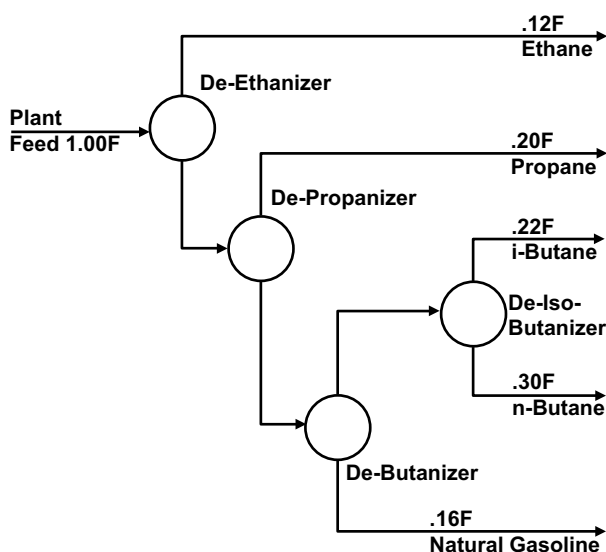 .12F
Ethane
De-Ethanizer
Plant
Feed 1.00F
.20F
Propane
De-Propanizer
.22F
i-Butane
De-Iso-
Butanizer
.30F
n-Butane
De-Butanizer
.16F
Natural Gasoline